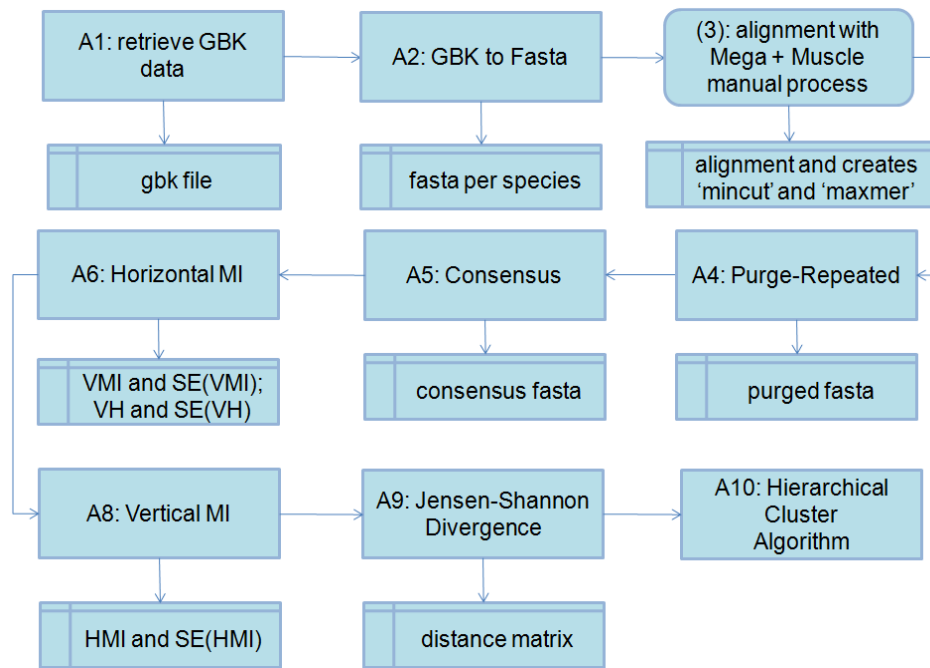 A1: retrieve GBK
data
A2: GBK to Fasta
(3): alignment with
Mega + Muscle
manual process
gbk file
fasta per species
alignment and creates
‘mincut’ and ‘maxmer’
A6: Horizontal MI
A5: Consensus
A4: Purge-Repeated
VMI and SE(VMI);
VH and SE(VH)
consensus fasta
purged fasta
A8: Vertical MI
A9: Jensen-Shannon
Divergence
A10: Hierarchical
Cluster
Algorithm
HMI and SE(HMI)
distance matrix